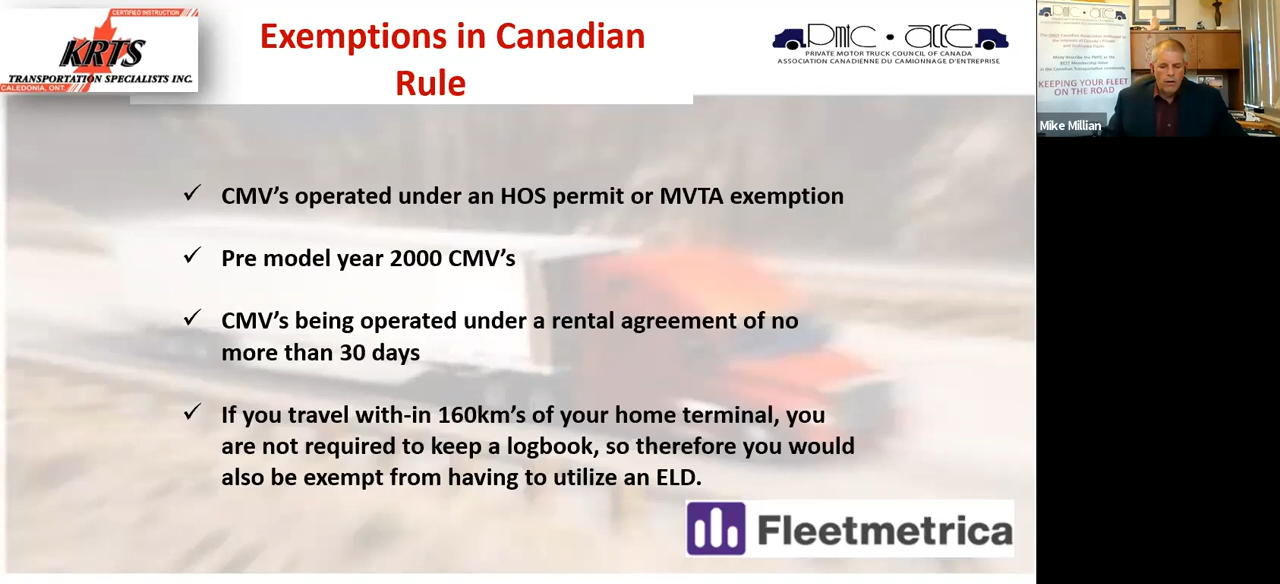 CERTIFIED INSTRUCTION
KRTS
TRANSPORTATION SPECIALISTS INC.
CALEDONIA, ONT.
Exemptions in Canadian
Rule
PRIVATE MOTOR TRUCK COUNCIL OF CANADA
ASSOCIATION CANADIENNE DU CAMIONNAGE D'ENTREPRISE
✓ CMV's operated under an HOS permit or MVTA exemption
✓ Pre model year 2000 CMV's
✓ CMV's being operated under a rental agreement of no
more than 30 days
✓ If you travel with-in 160km's of your home terminal, you
are not required to keep a logbook, so therefore you would
also be exempt from having to utilize an ELD.
Fleetmetrica
KEEPING YOUR FLEET
ON THE ROAD
Mike Millian